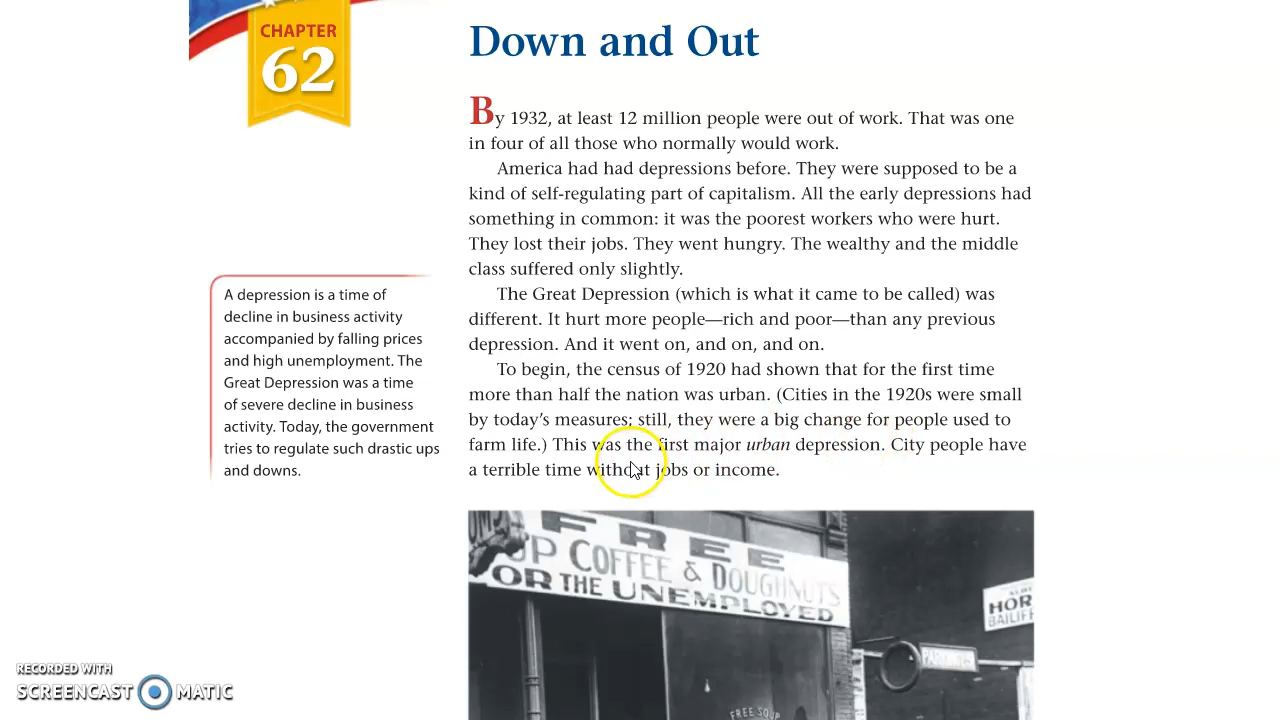 CHAPTER
62
Down and Out
By 1932, at least 12 million people were out of work. That was one
in four of all those who normally would work.
America had had depressions before. They were supposed to be a
kind of self-regulating part of capitalism. All the early depressions had
something in common: it was the poorest workers who were hurt.
They lost their jobs. They went hungry. The wealthy and the middle
class suffered only slightly.
The Great Depression (which is what it came to be called) was
different. It hurt more people—rich and poor—than any previous
depression. And it went on, and on, and on.
To begin, the census of 1920 had shown that for the first time
more than half the nation was urban. (Cities in the 1920s were small
by today's measures; still, they were a big change for people used to
farm life.) This was the first major urban depression. City people have
a terrible time without jobs or income.
A depression is a time of
decline in business activity
accompanied by falling prices
and high unemployment. The
Great Depression was a time
of severe decline in business
activity. Today, the government
tries to regulate such drastic ups
and downs.
FREE
UP COFFEE & DOUGHNUTS
OR THE UNEMPLOYED
HOR
BAILIFF
FREE SOUP
RECORDED WITH
SCREENCAST MATIC